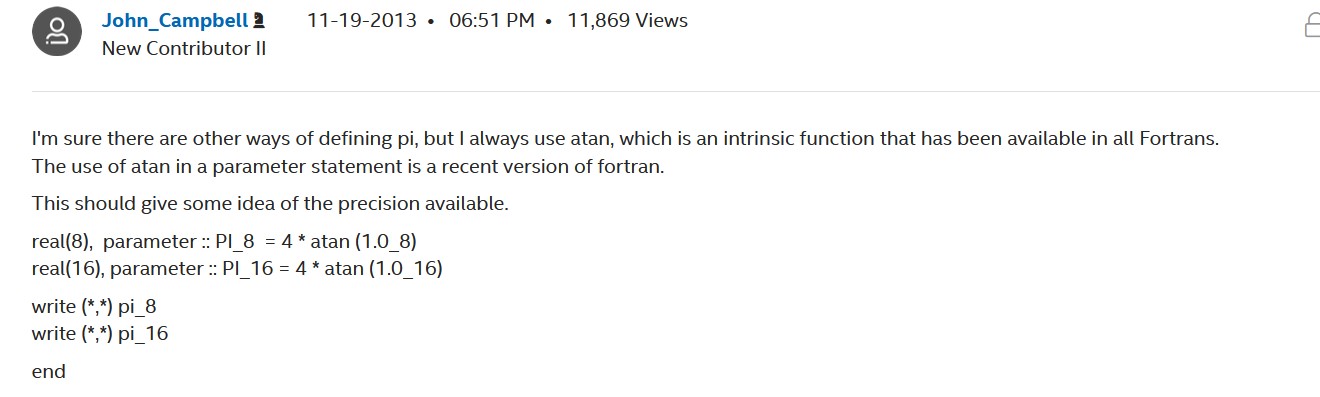 John_Campbell 11-19-2013 • 06:51 PM • 11,869 Views
New Contributor II
I'm sure there are other ways of defining pi, but I always use atan, which is an intrinsic function that has been available in all Fortrans.
The use of atan in a parameter statement is a recent version of fortran.
This should give some idea of the precision available.
real(8),  parameter :: PI_8  = 4 * atan (1.0_8)
real(16), parameter :: PI_16 = 4 * atan (1.0_16)
write (*,*) pi_8
write (*,*) pi_16
end